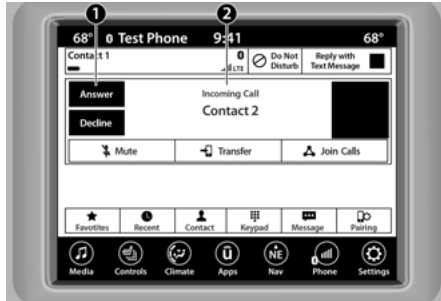 1 2
68° Test Phone 9:41 68°
Contact 1 0 LTE Do Not Disturb Reply with Text Message
Answer
Incoming Call
Contact 2
Decline
Mute Transfer Join Calls
Favotites Recent Contact Keypad Message Pairing
Media Controls Climate ū Apps NE Nav Phone Settings